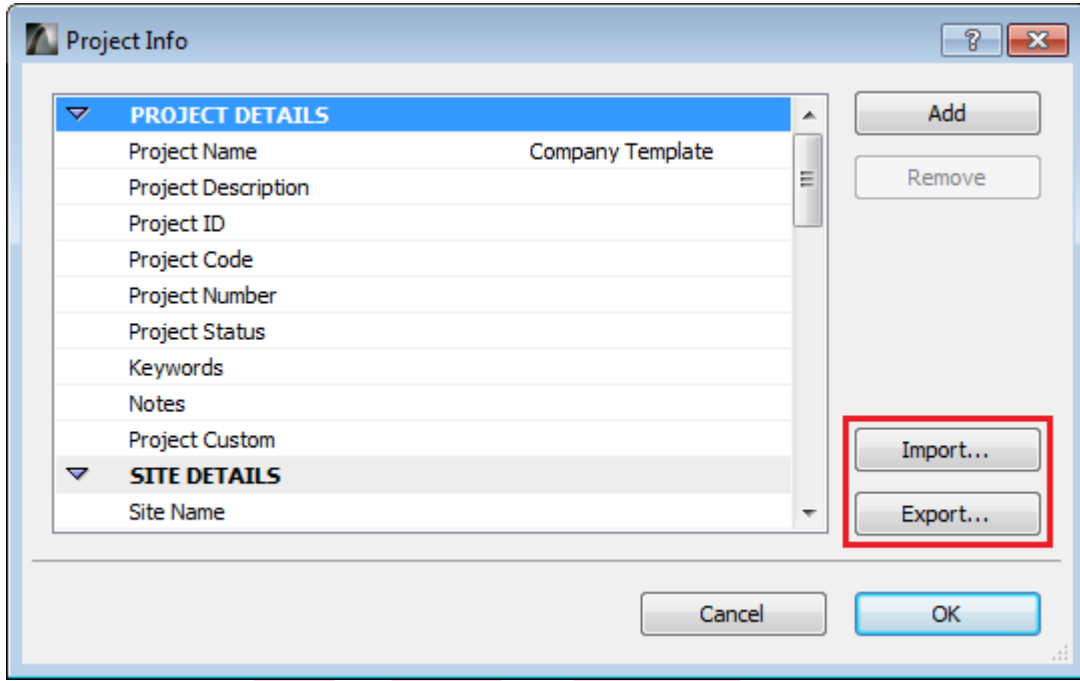 Project Info
PROJECT DETAILS
Project Name Company Template
Project Description
Project ID
Project Code
Project Number
Project Status
Keywords
Notes
Project Custom
SITE DETAILS
Site Name
Add
Remove
Import...
Export...
Cancel OK